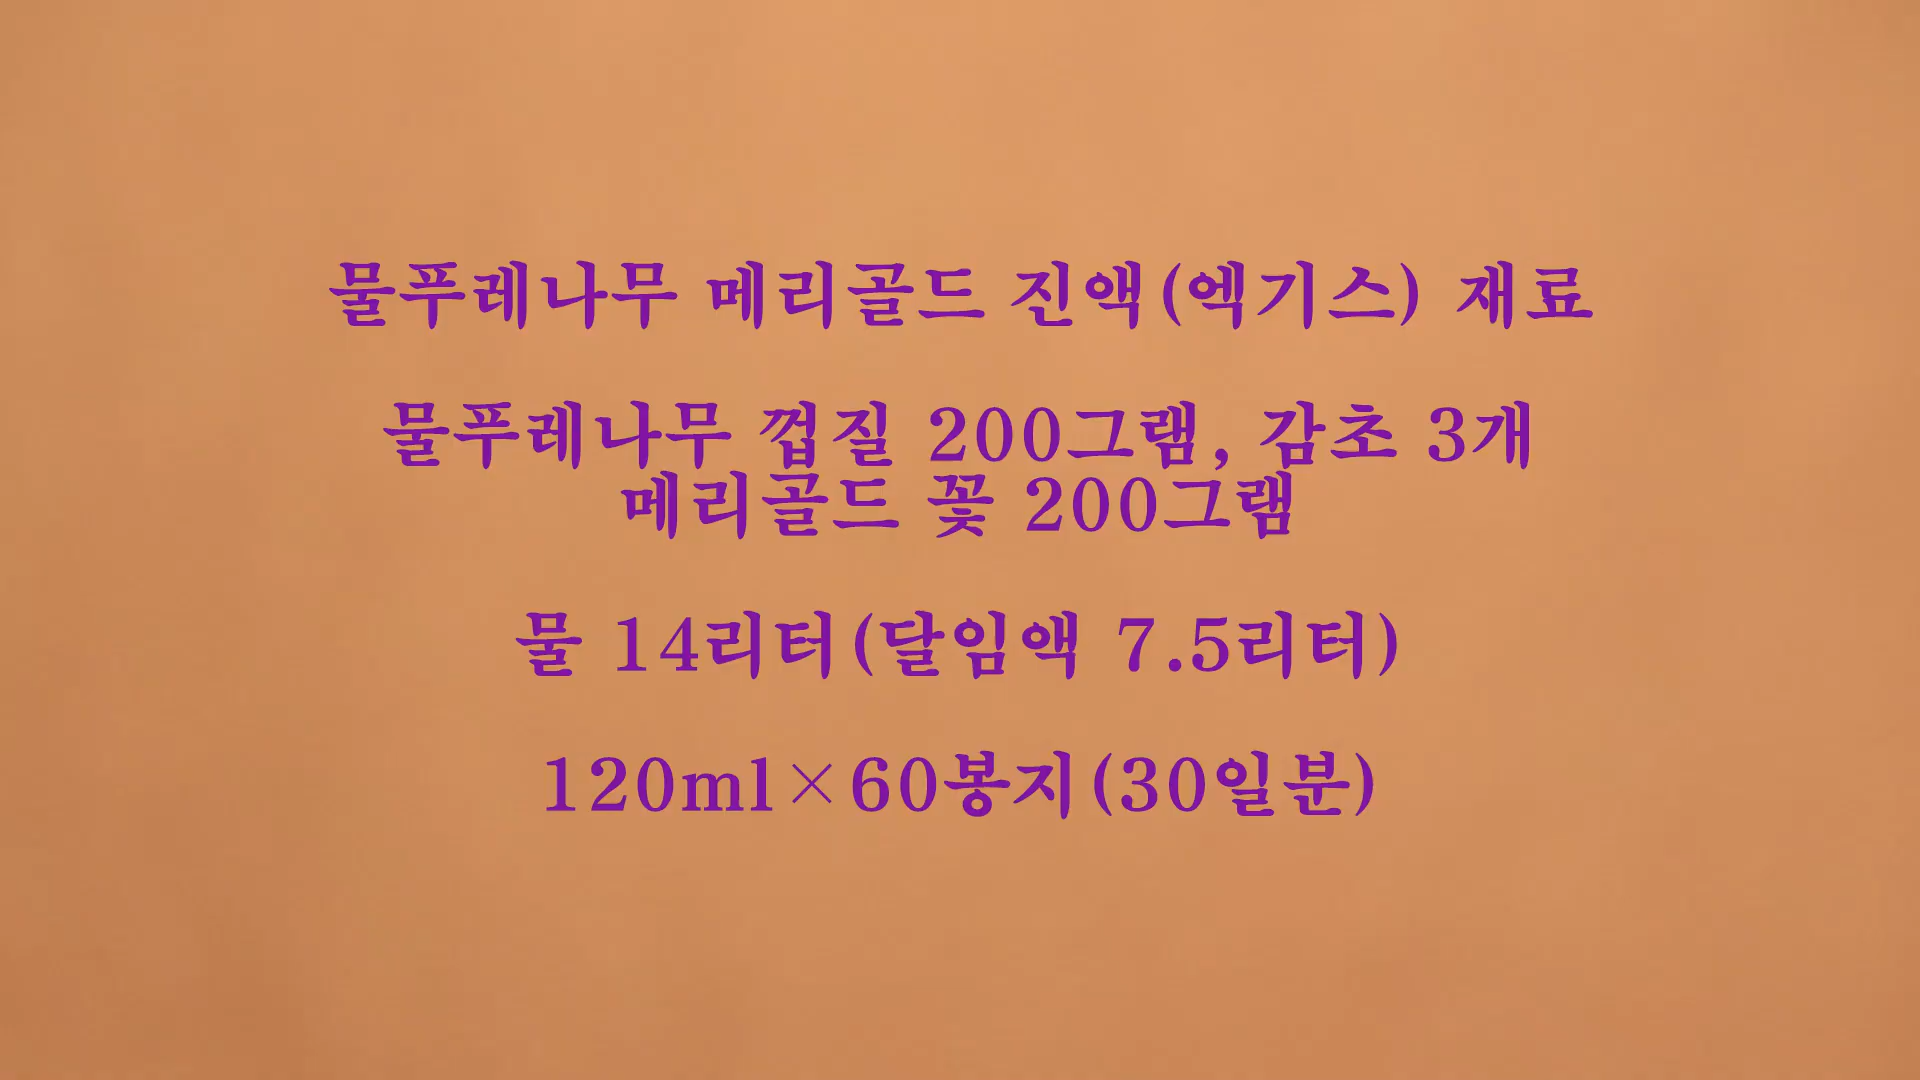 물푸레나무 메리골드 진액(엑기스) 재료
물푸레나무 껍질 200그램, 감초 3개
메리골드 꽃 200그램
물 14리터(달임액 7.5리터)
120ml×60봉지(30일분)